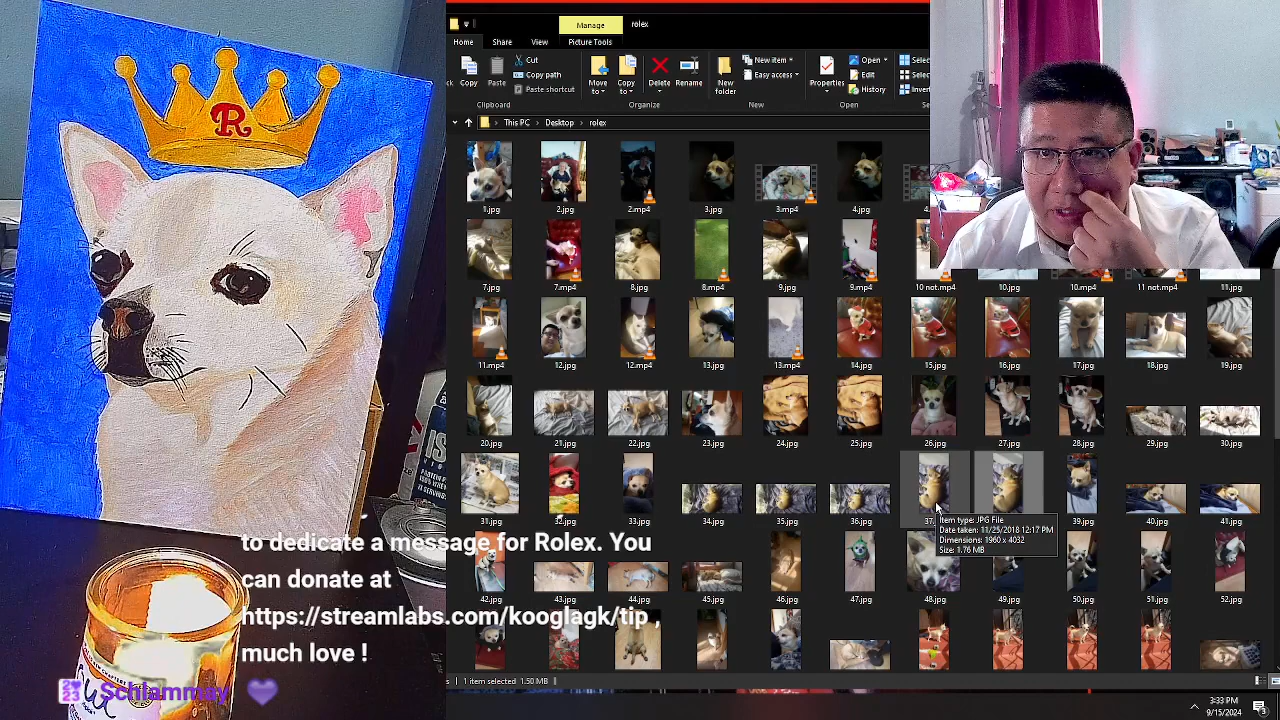 Manage
rolex
Home
Share
View
Picture Tools
Copy
Paste
Cut
Copy path
Paste shortcut
Move to
Copy to
Delete
Rename
New folder
New item
Easy access
Properties
Open
Edit
History
Clipboard
Organize
New
Open
This PC
Desktop
rolex
1.jpg
2.jpg
2.mp4
3.jpg
3.mp4
4.jpg
7.jpg
7.mp4
8.jpg
8.mp4
9.jpg
9.mp4
10 not.mp4
10.jpg
10.mp4
11 not.mp4
11.jpg
11.mp4
12.jpg
12.mp4
13.jpg
13.mp4
14.jpg
15.jpg
16.jpg
17.jpg
18.jpg
19.jpg
20.jpg
21.jpg
22.jpg
23.jpg
24.jpg
25.jpg
26.jpg
27.jpg
28.jpg
29.jpg
30.jpg
31.jpg
32.jpg
33.jpg
34.jpg
35.jpg
36.jpg
39.jpg
40.jpg
41.jpg
Item type: JPG File
Date taken: 11/25/2018 12:17 PM
Dimensions: 1960 x 4032
Size: 1.76 MB
42.jpg
43.jpg
44.jpg
45.jpg
46.jpg
47.jpg
48.jpg
49.jpg
50.jpg
51.jpg
52.jpg
R
to dedicate a message for Rolex. You
can donate at
https://streamlabs.com/kooglagk/tip ,
much love !
23
Schlammay
1 item selected 1.50 MB
3:33 PM
9/15/2024